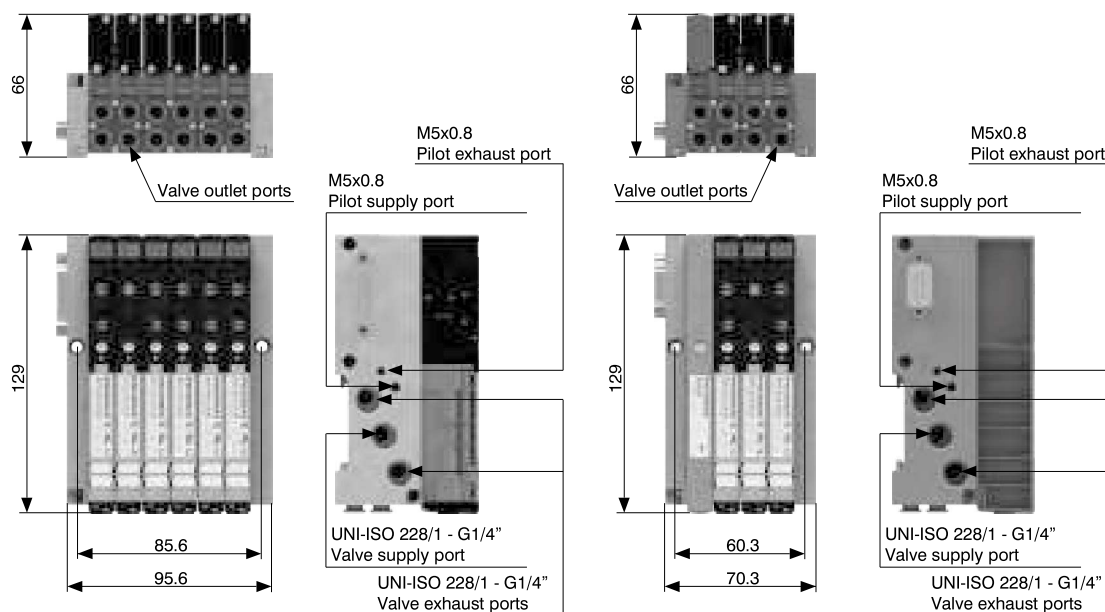 66
Valve outlet ports
M5x0.8
Pilot exhaust port
M5x0.8
Pilot supply port
129
85.6
95.6
UNI-ISO 228/1 - G1/4”
Valve supply port
UNI-ISO 228/1 - G1/4”
Valve exhaust ports
66
Valve outlet ports
M5x0.8
Pilot exhaust port
M5x0.8
Pilot supply port
129
60.3
70.3
UNI-ISO 228/1 - G1/4”
Valve supply port
UNI-ISO 228/1 - G1/4”
Valve exhaust ports